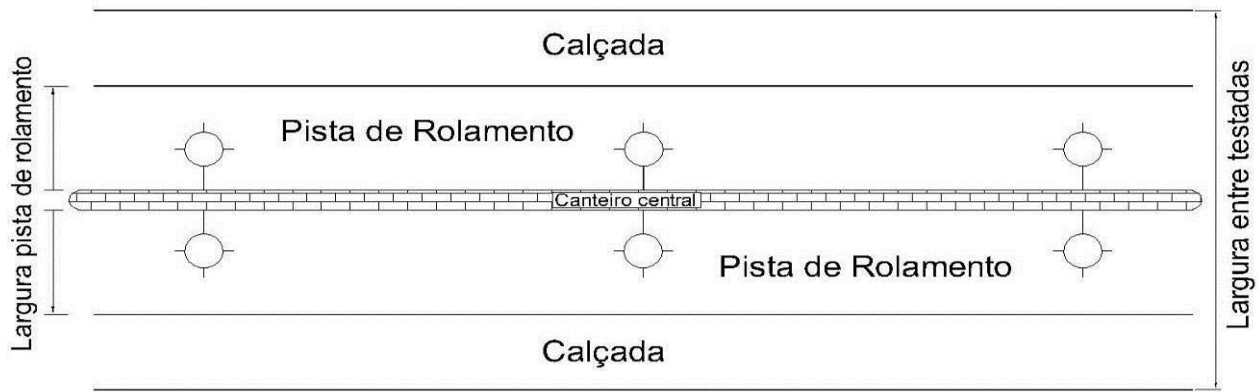 Calçada
Largura pista de rolamento
Pista de Rolamento
Largura entre testadas
Canteiro central
Pista de Rolamento
Calçada